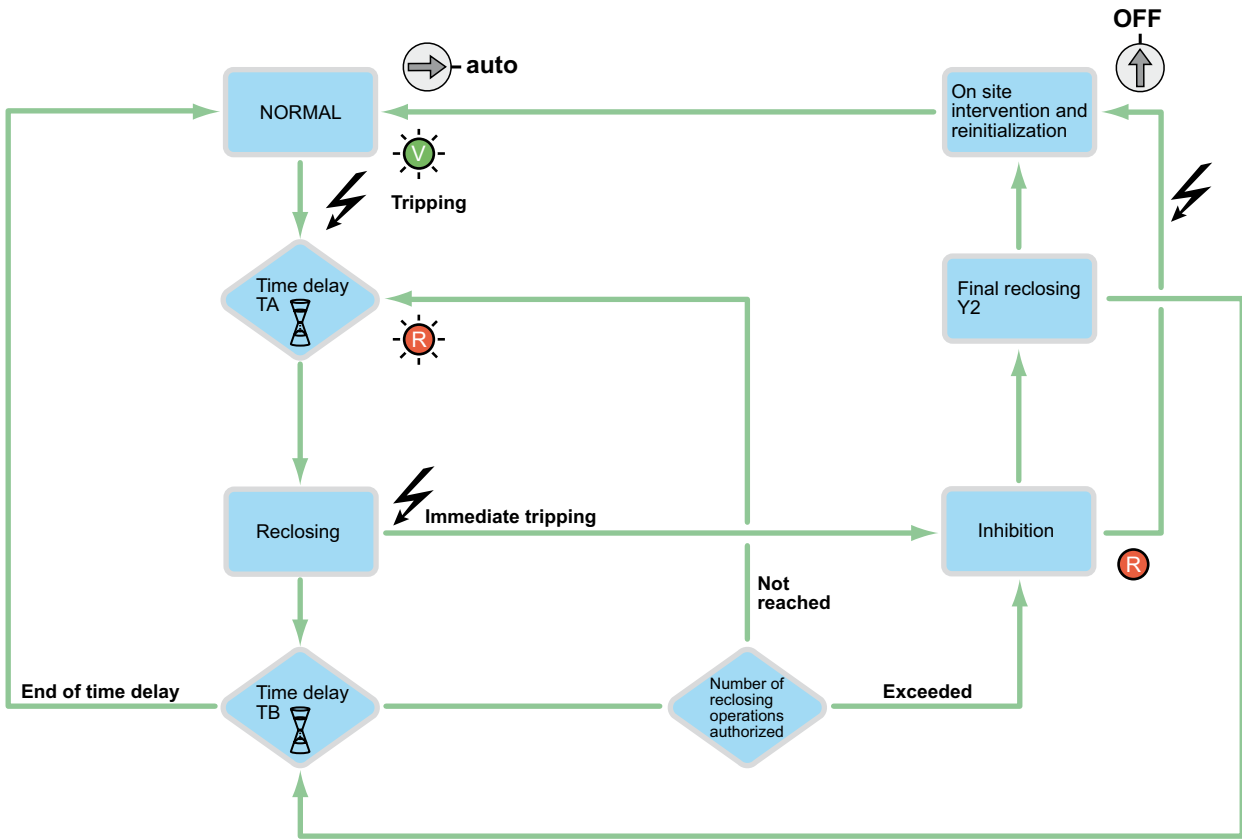 OFF
auto
NORMAL
On site
intervention and
reinitialization
V
Tripping
Time delay
TA
Final reclosing
Y2
R
Reclosing
Immediate tripping
Inhibition
R
Not
reached
End of time delay
Time delay
TB
Number of
reclosing
operations
authorized
Exceeded